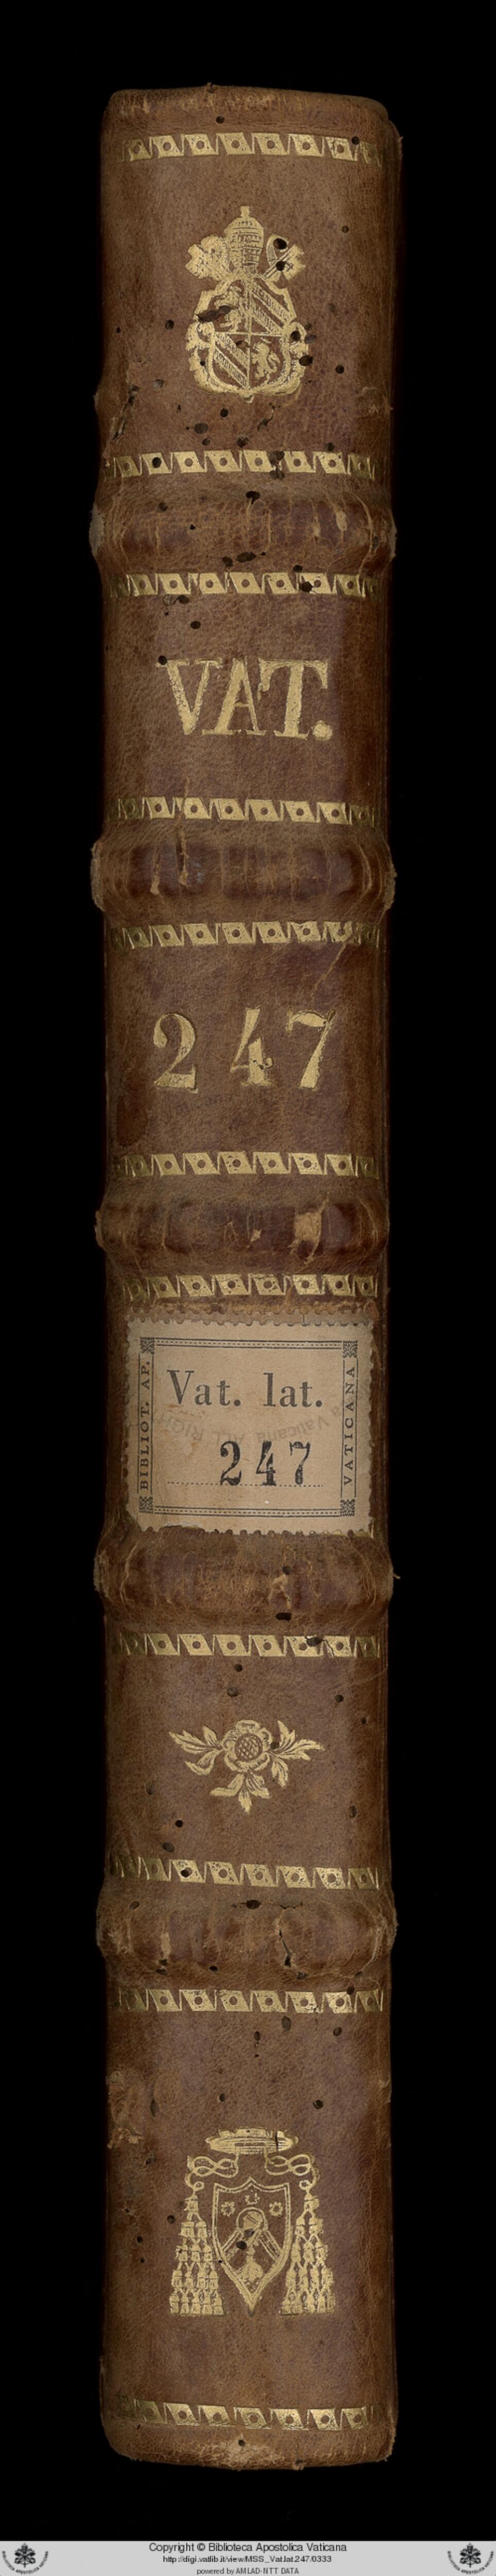 VAT.
247
BIBLIOT. AP.
Vat. lat.
247
VATICANA
Copyright © Biblioteca Apostolica Vaticana
http://digi.vatlib.it/view/MSS_Vat.lat.247/0333
powered by AMLAD-NTT DATA